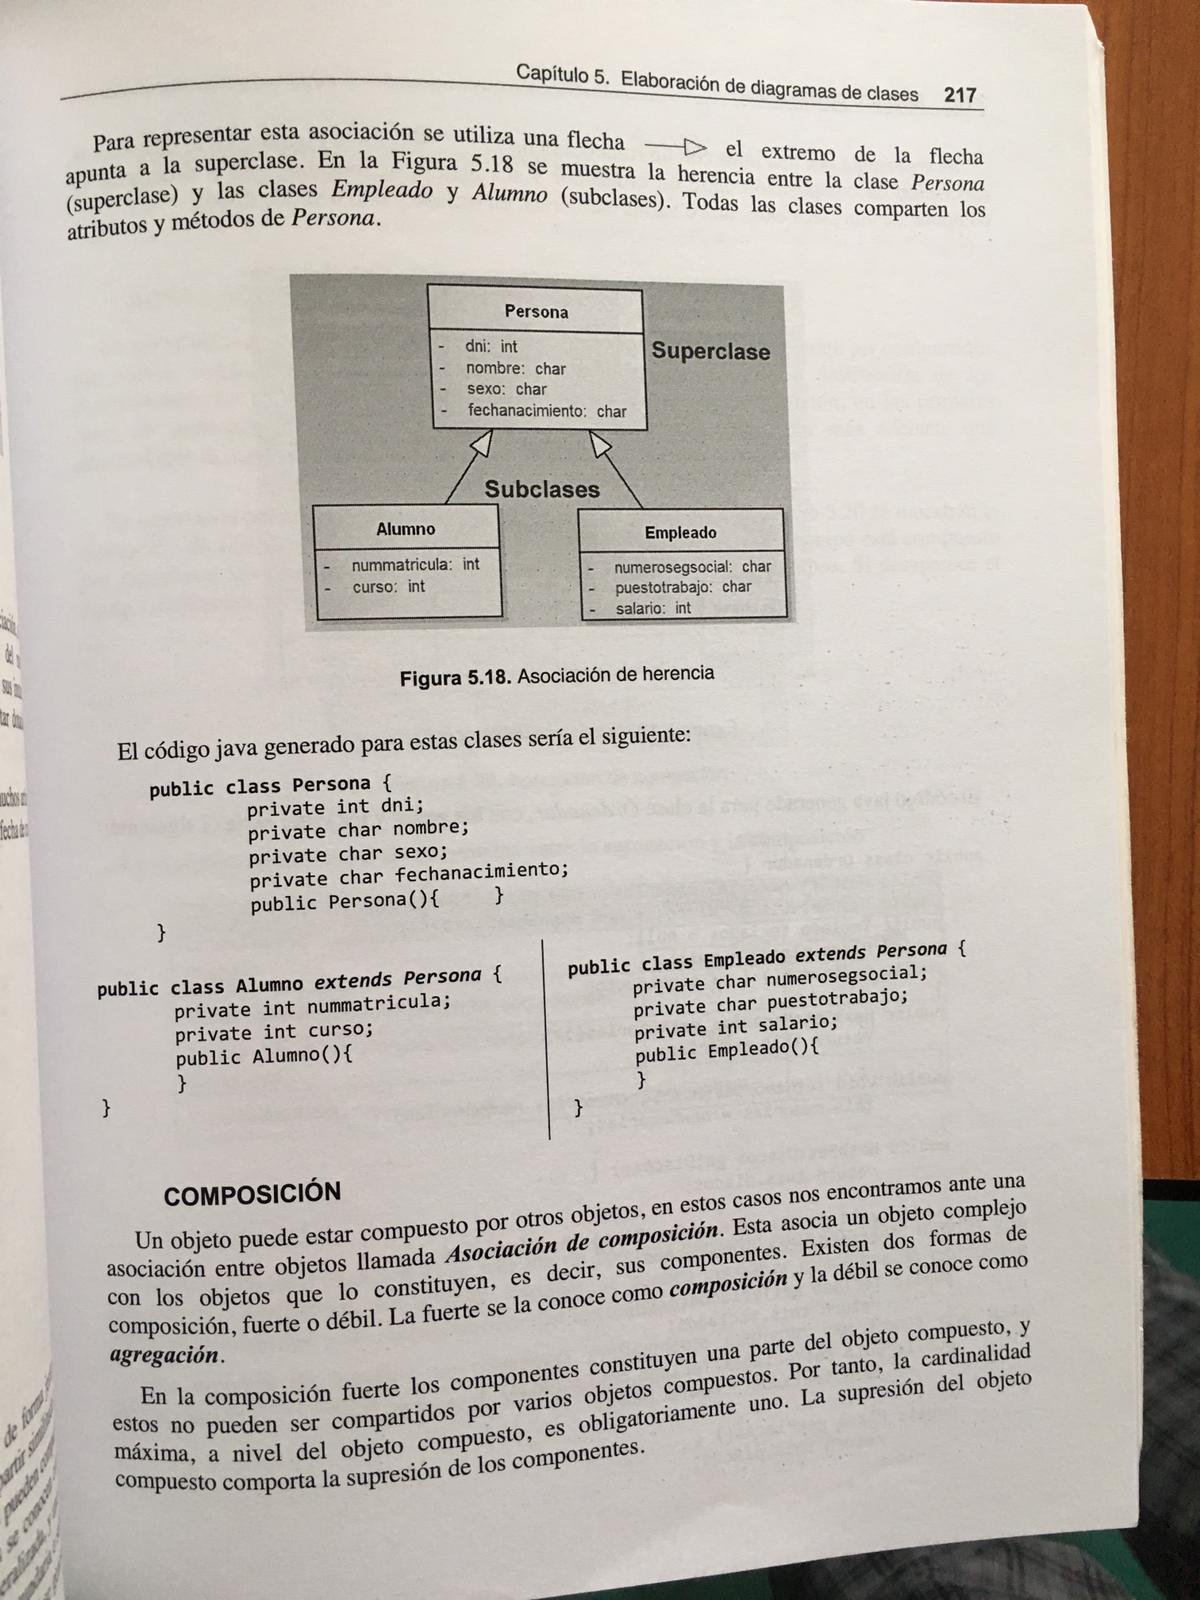 Capítulo 5. Elaboración de diagramas de clases 217
Para representar esta asociación se utiliza una flecha el extremo de la flecha
apunta a la superclase. En la Figura 5.18 se muestra la herencia entre la clase Persona
(superclase) y las clases Empleado y Alumno (subclases). Todas las clases comparten los
atributos y métodos de Persona.
Persona
- dni: int
- nombre: char
- sexo: char
- fechanacimiento: char
Superclase
Subclases
Alumno
- nummatricula: int
- curso: int
Empleado
- numerosegsocial: char
- puestotrabajo: char
- salario: int
Figura 5.18. Asociación de herencia
El código java generado para estas clases sería el siguiente:
public class Persona {
private int dni;
private char nombre;
private char sexo;
private char fechanacimiento;
public Persona(){ }
}
public class Alumno extends Persona {
private int nummatricula;
private int curso;
public Alumno(){
}
}
public class Empleado extends Persona {
private char numerosegsocial;
private char puestotrabajo;
private int salario;
public Empleado(){
}
}
COMPOSICIÓN
Un objeto puede estar compuesto por otros objetos, en estos casos nos encontramos ante una
asociación entre objetos llamada Asociación de composición. Esta asocia un objeto complejo
con los objetos que lo constituyen, es decir, sus componentes. Existen dos formas de
composición, fuerte o débil. La fuerte se la conoce como composición y la débil se conoce como
agregación.
En la composición fuerte los componentes constituyen una parte del objeto compuesto, y
estos no pueden ser compartidos por varios objetos compuestos. Por tanto, la cardinalidad
máxima, a nivel del objeto compuesto, es obligatoriamente uno. La supresión del objeto
compuesto comporta la supresión de los componentes.